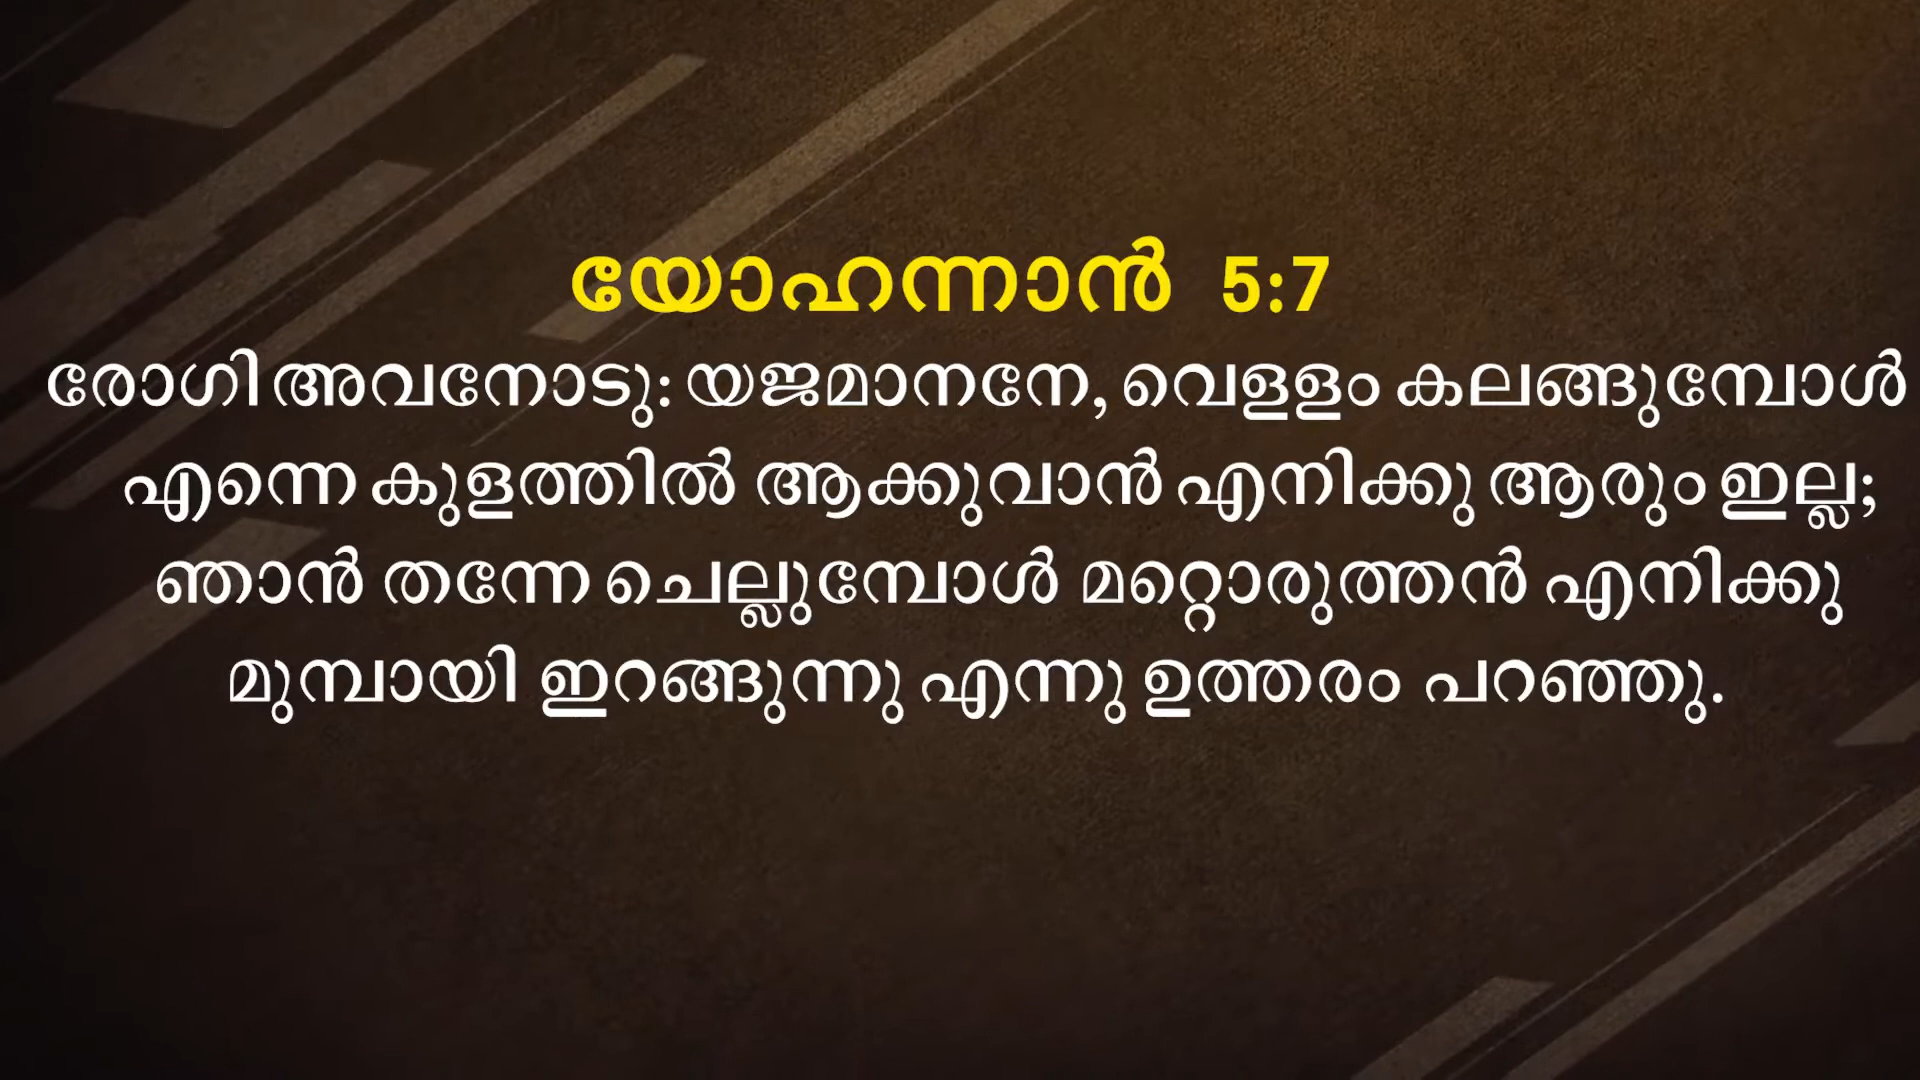 യോഹന്നാൻ 5:7
രോഗി അവനോടു: യജമാനനേ, വെളളം കലങ്ങുമ്പോൾ
എന്നെ കുളത്തിൽ ആക്കുവാൻ എനിക്കു ആരും ഇല്ല;
ഞാൻ തന്നേ ചെല്ലുമ്പോൾ മറ്റൊരുത്തൻ എനിക്കു
മുമ്പായി ഇറങ്ങുന്നു എന്നു ഉത്തരം പറഞ്ഞു.